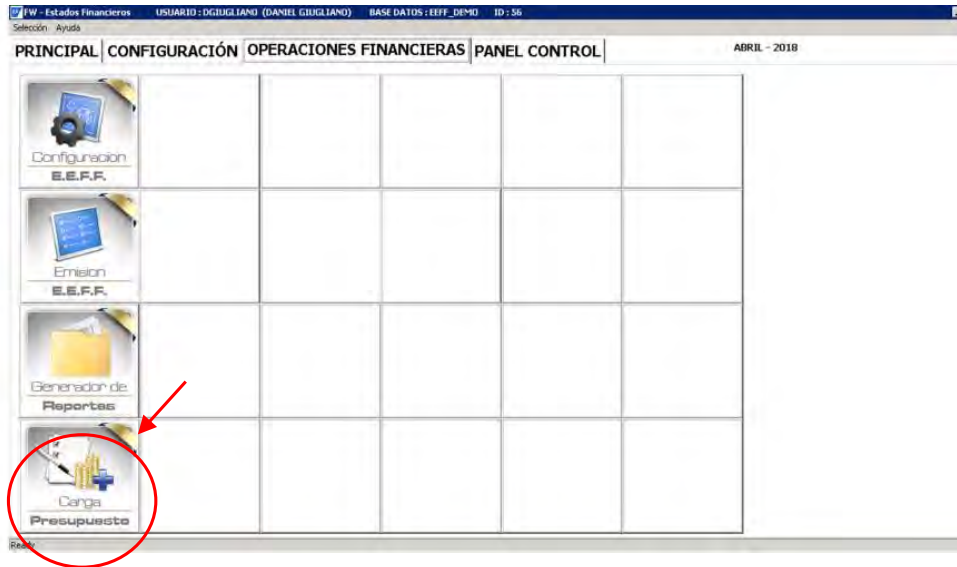 FW - Estados Financieros USUARIO : DGIUGLIANO (DANIEL GIUGLIANO) BASE DATOS : EEFF_DEMO ID : 56
Selección Ayuda
PRINCIPAL CONFIGURACIÓN OPERACIONES FINANCIERAS PANEL CONTROL ABRIL - 2018
Configuracion
E.E.F.F.
Emision
E.E.F.F.
Generador de
Reportes
Carga
Presupuesto
Ready